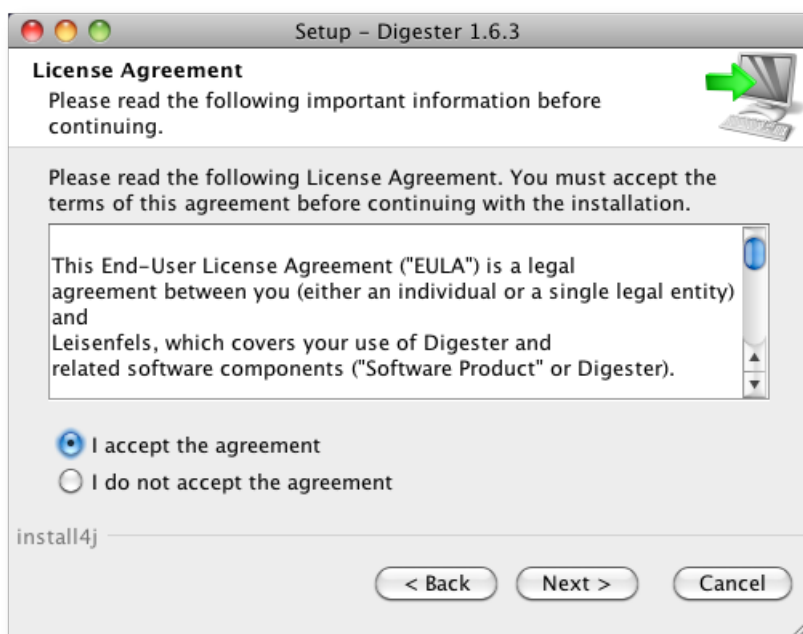 Setup – Digester 1.6.3
License Agreement
Please read the following important information before
continuing.
Please read the following License Agreement. You must accept the
terms of this agreement before continuing with the installation.
This End–User License Agreement ("EULA") is a legal
agreement between you (either an individual or a single legal entity)
and
Leisenfels, which covers your use of Digester and
related software components ("Software Product" or Digester).
I accept the agreement
I do not accept the agreement
install4j
< Back Next > Cancel